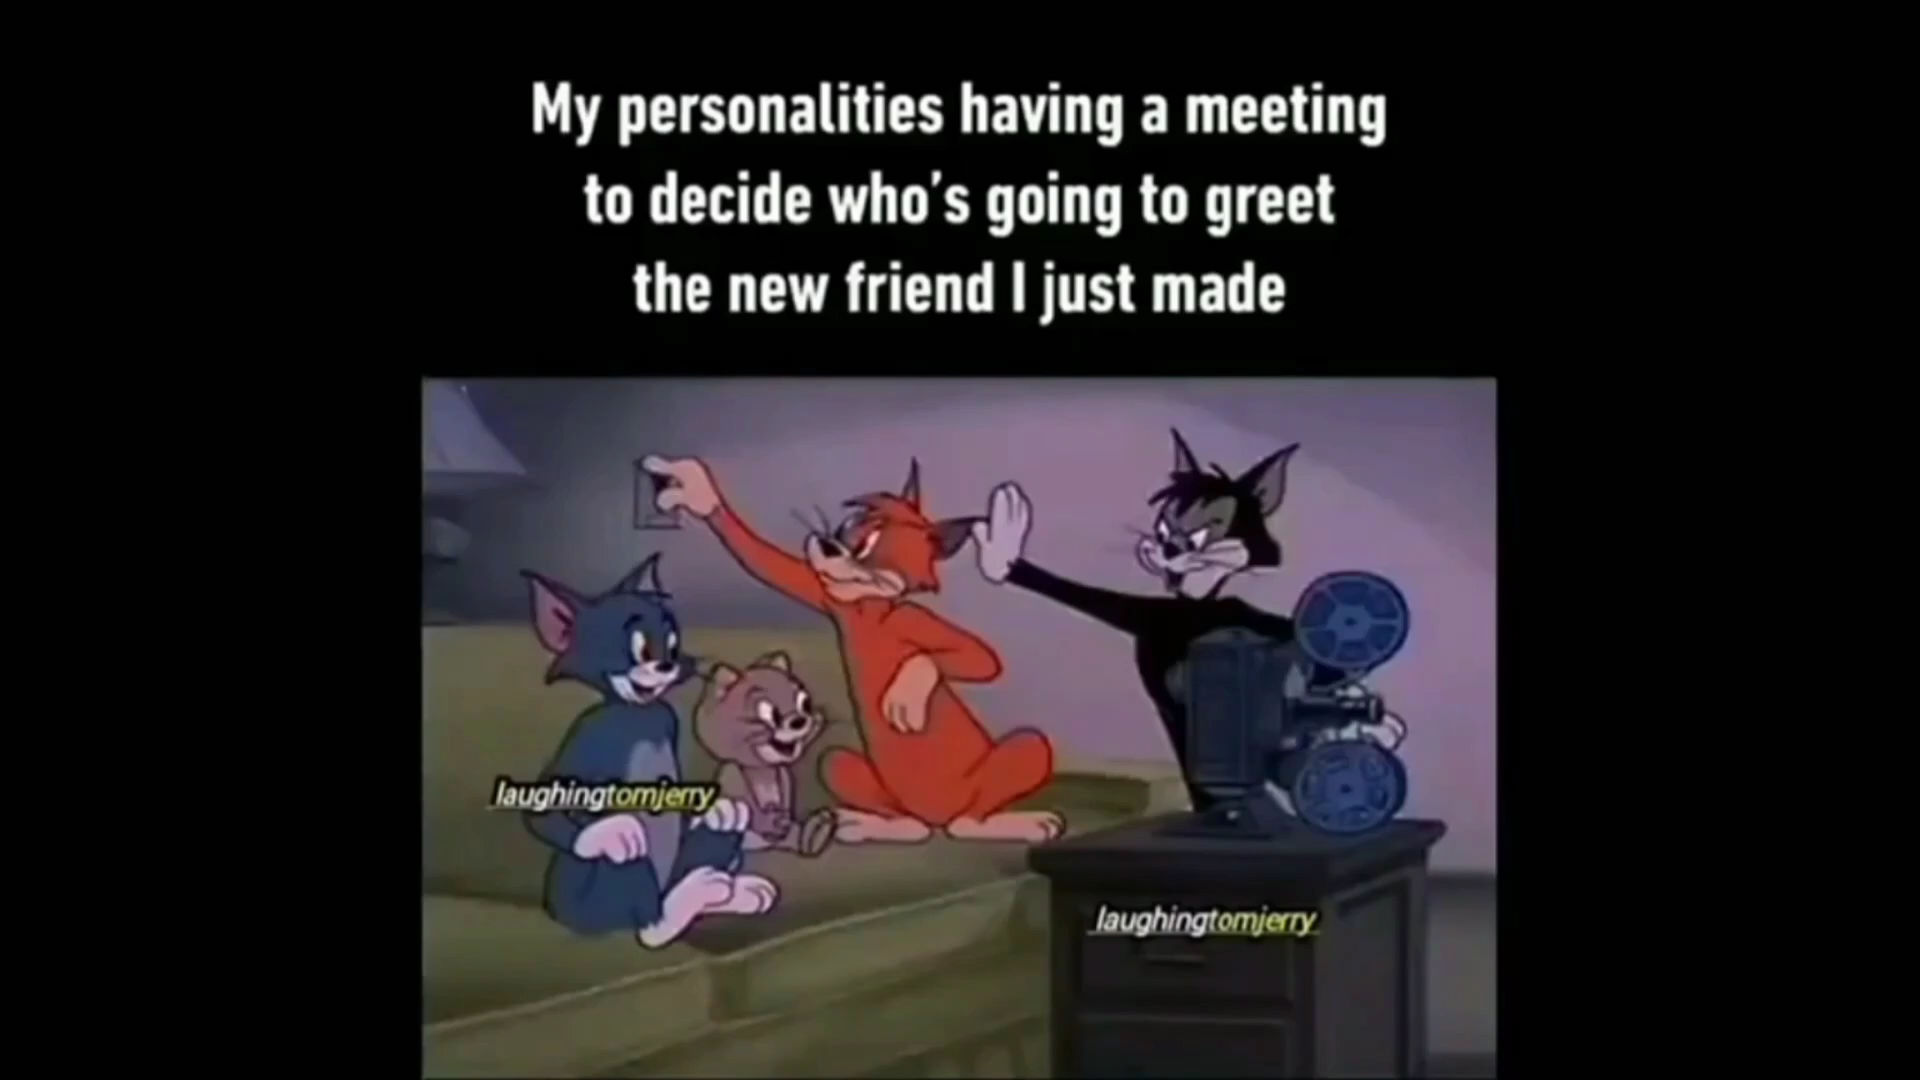 My personalities having a meeting
to decide who's going to greet
the new friend I just made
laughingtomjerry
laughingtomjerry